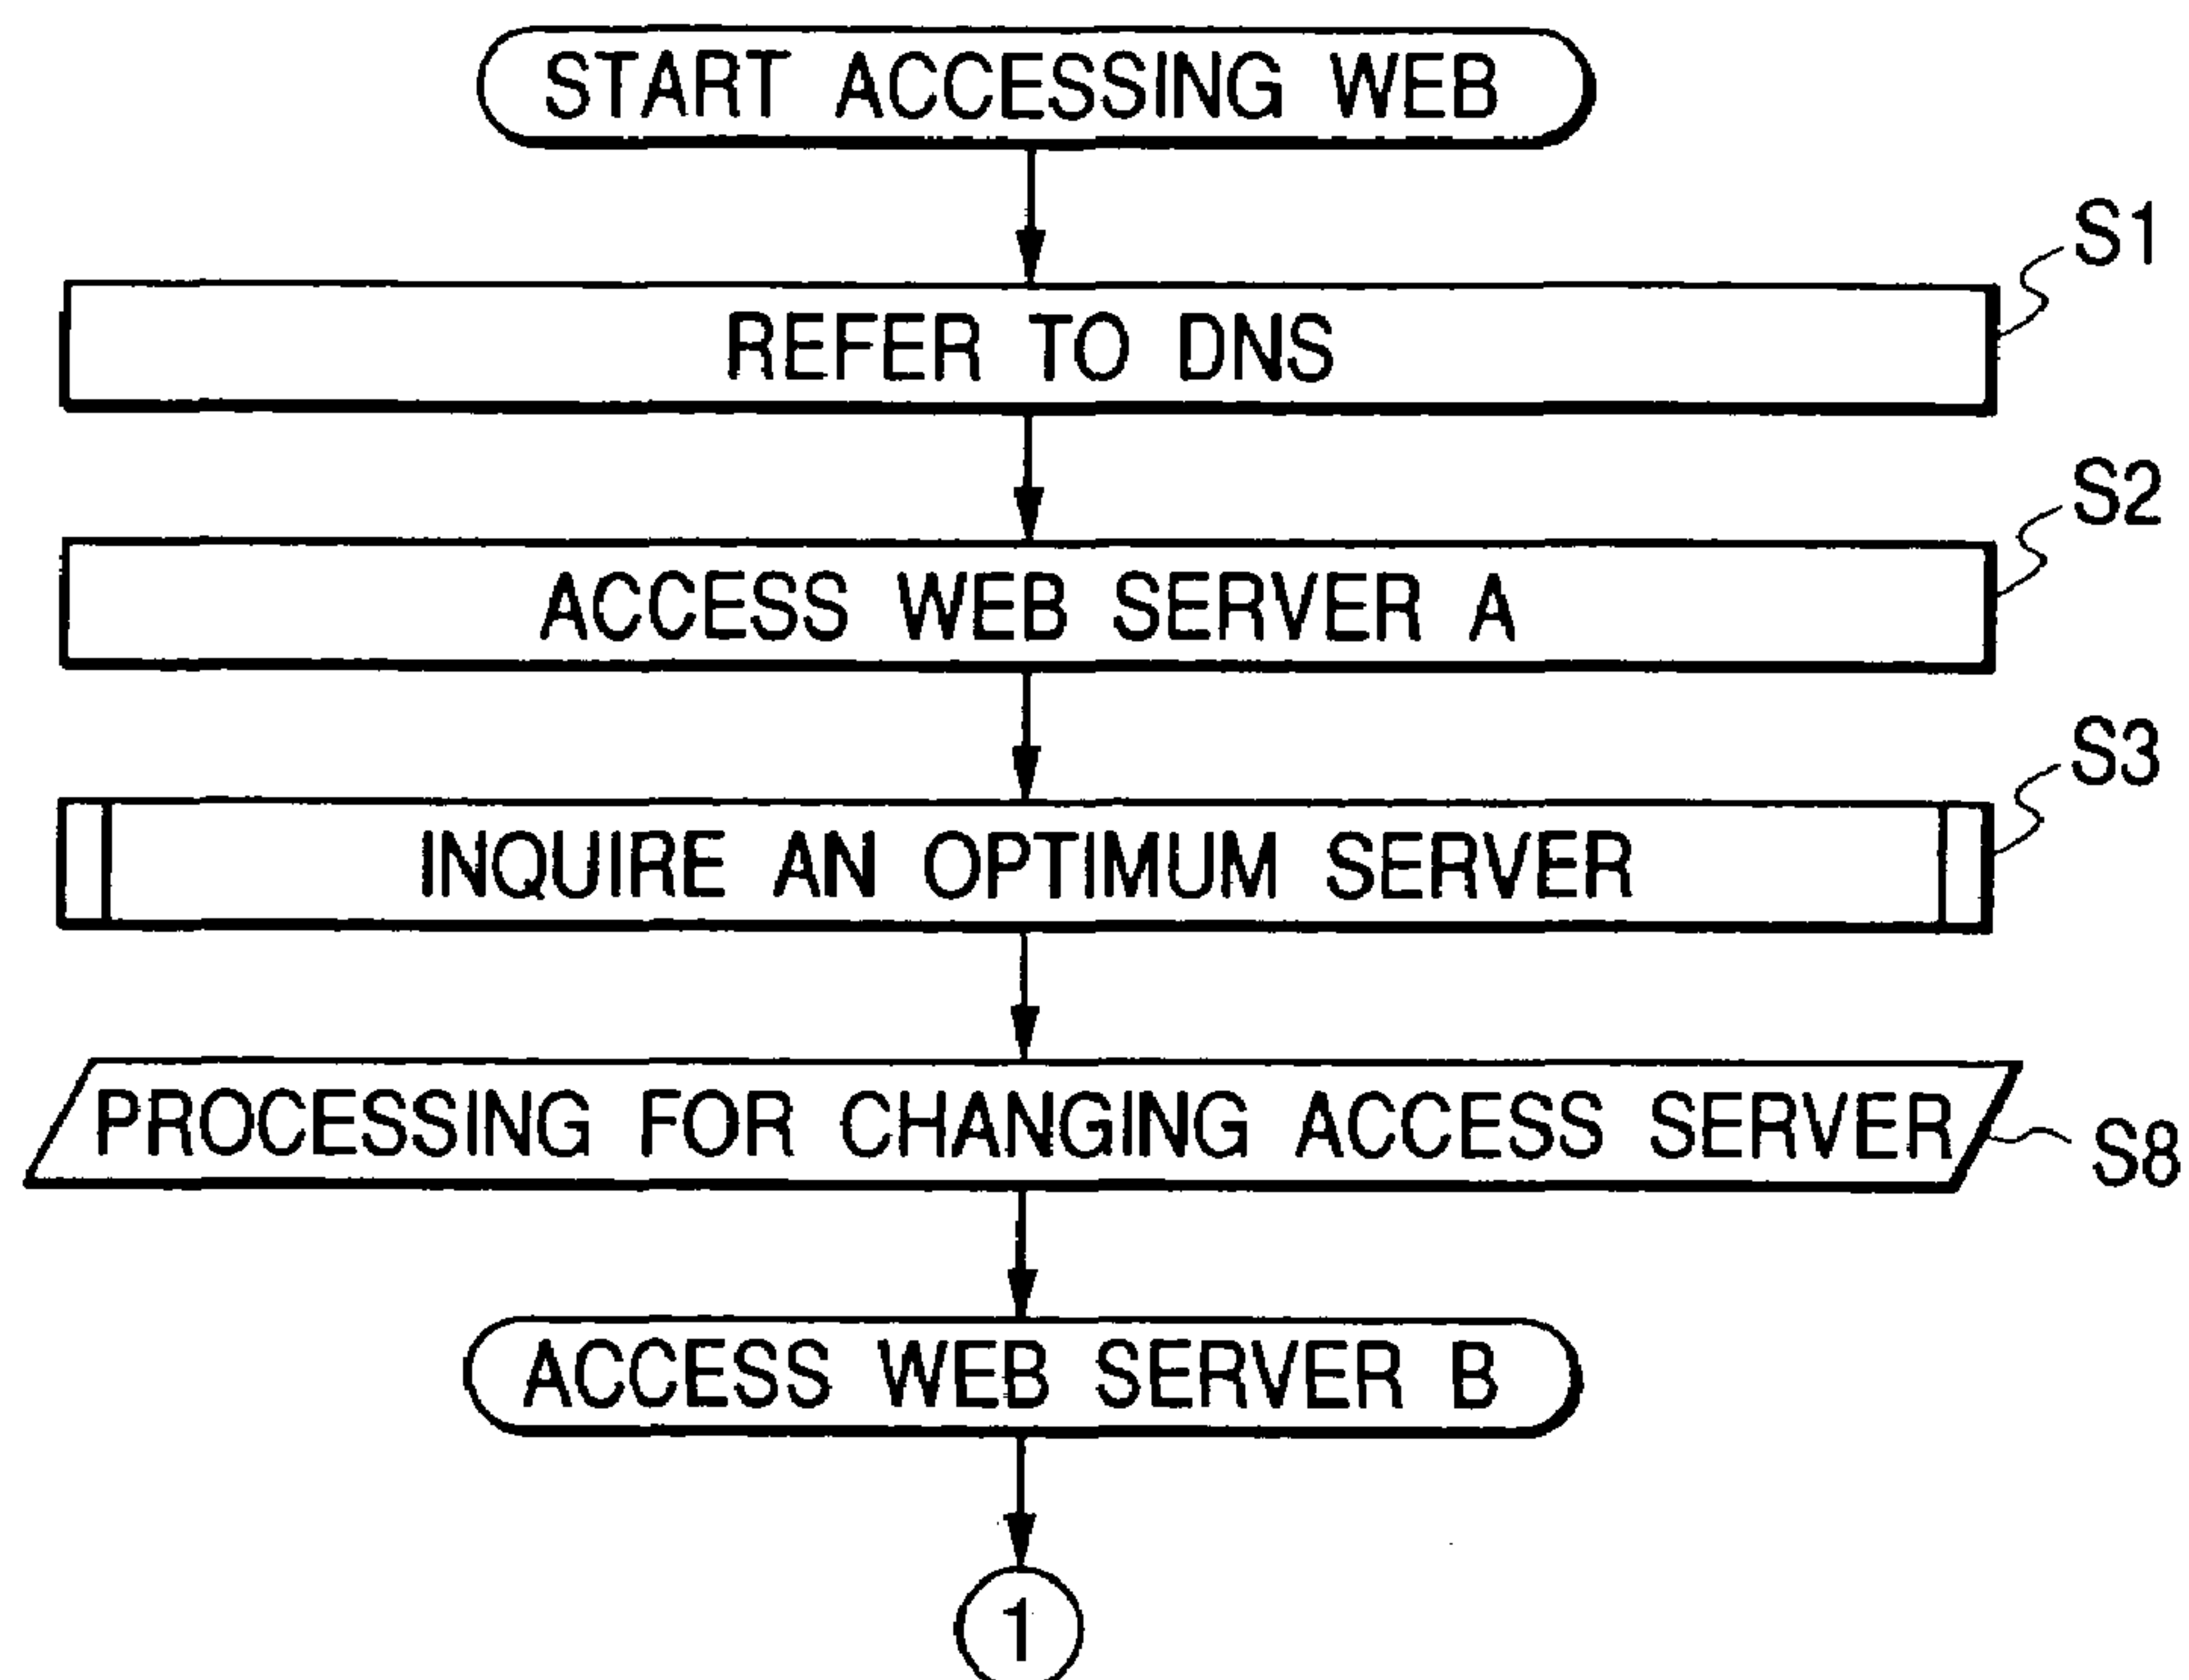 START ACCESSING WEB
S1
REFER TO DNS
S2
ACCESS WEB SERVER A
S3
INQUIRE AN OPTIMUM SERVER
PROCESSING FOR CHANGING ACCESS SERVER
S8
ACCESS WEB SERVER B
1